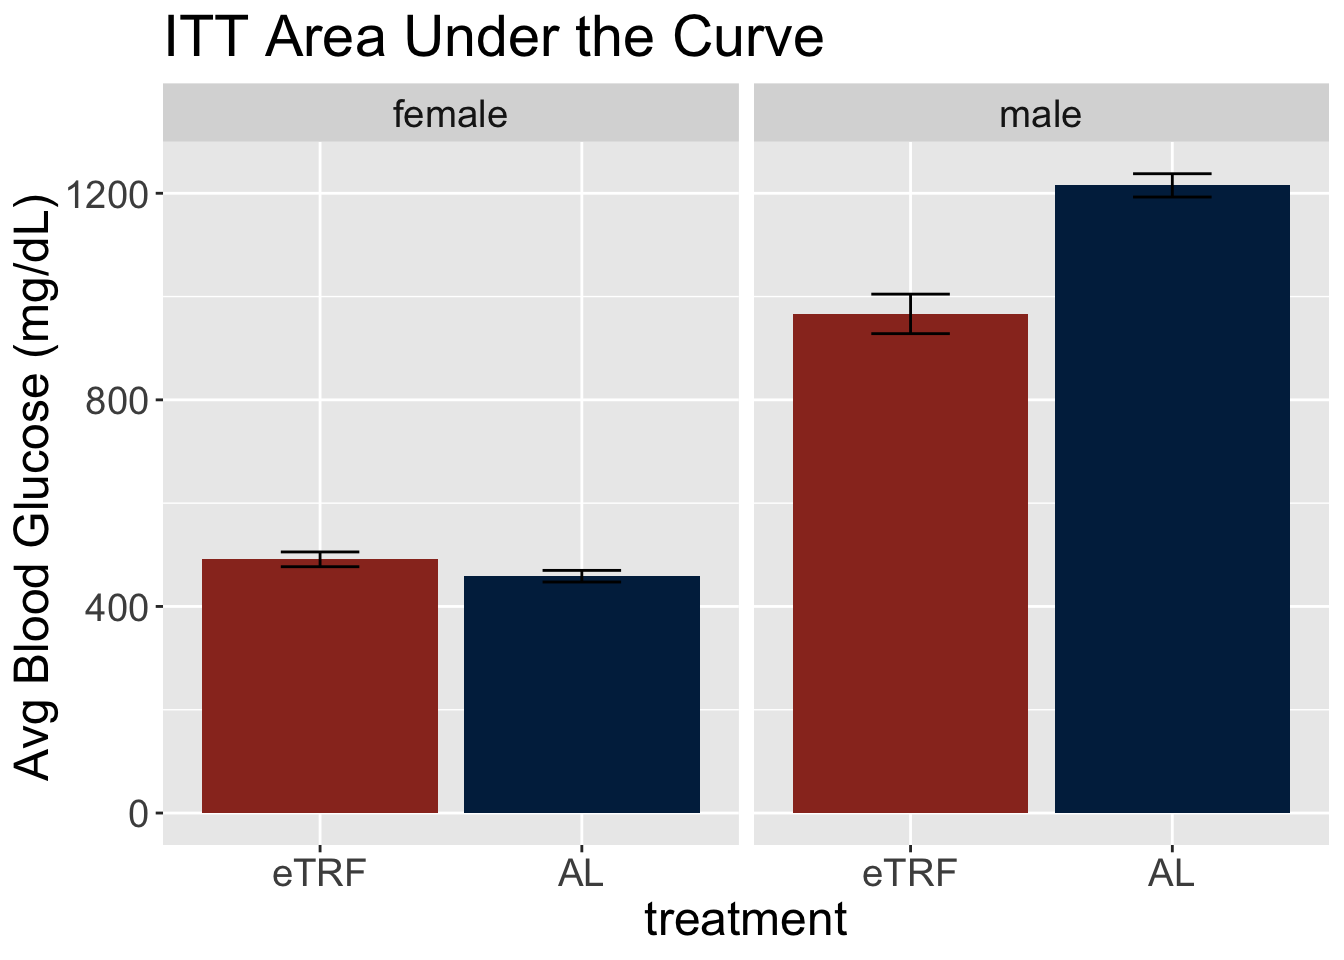 ITT Area Under the Curve
female
male
Avg Blood Glucose (mg/dL)
1200
800
400
0
eTRF
AL
eTRF
AL
treatment